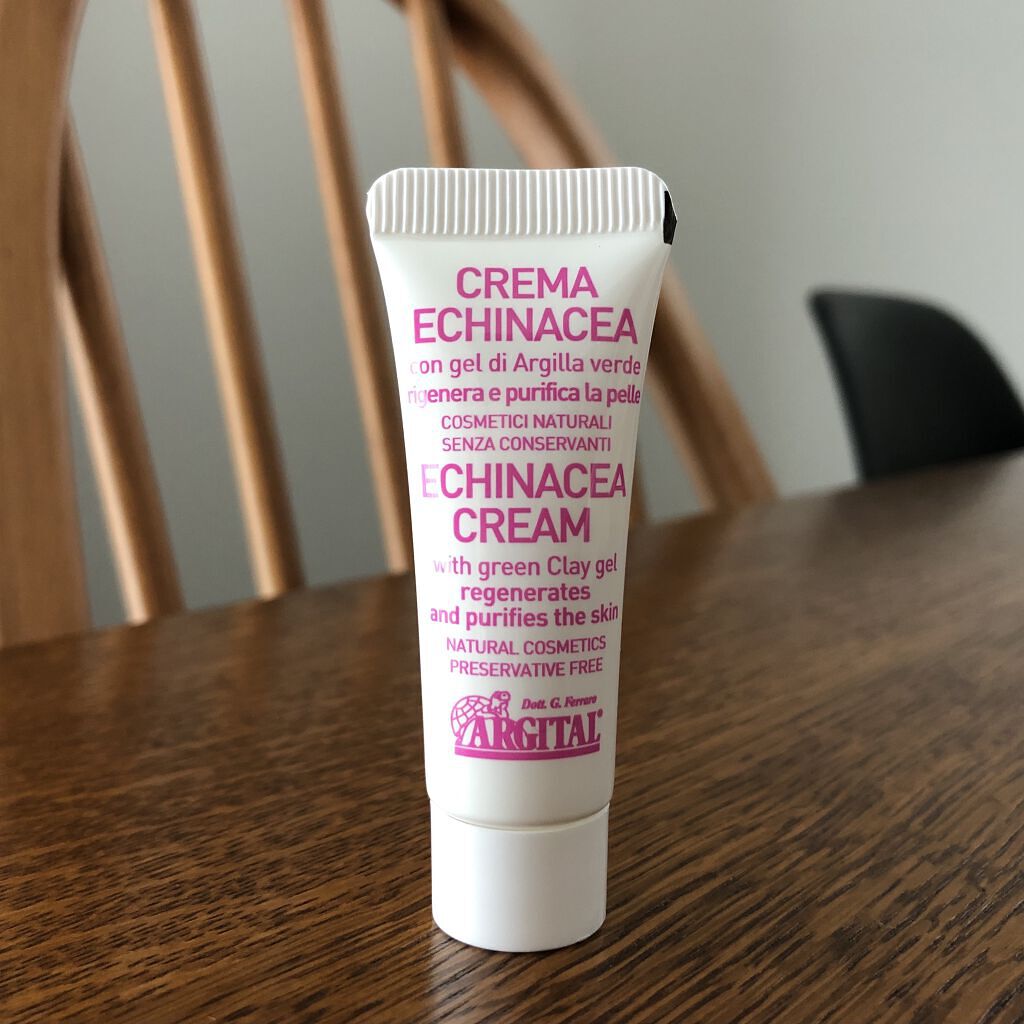 CREMA
ECHINACEA
con gel di Argilla verde
rigenera e purifica la pelle
COSMETICI NATURALI
SENZA CONSERVANTI
ECHINACEA
CREAM
with green Clay gel
regenerates
and purifies the skin
NATURAL COSMETICS
PRESERVATIVE FREE
Dott. G. Ferraro
ARGITAL®